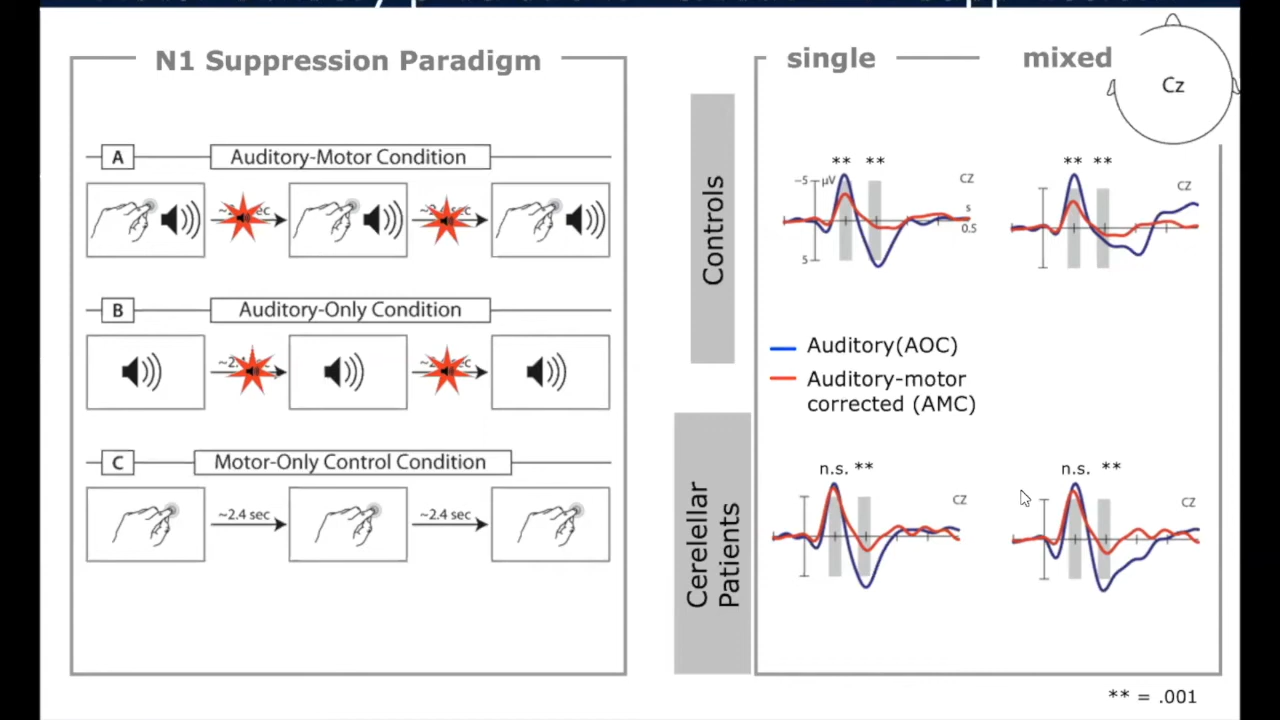 N1 Suppression Paradigm
A
Auditory-Motor Condition
B
Auditory-Only Condition
C
Motor-Only Control Condition
~2.4 sec
~2.4 sec
single
mixed
Cz
Controls
** **
-5
μV
CZ
s
0.5
5
** **
CZ
Auditory(AOC)
Auditory-motor
corrected (AMC)
Cerelellar
Patients
n.s. **
CZ
n.s. **
CZ
** = .001